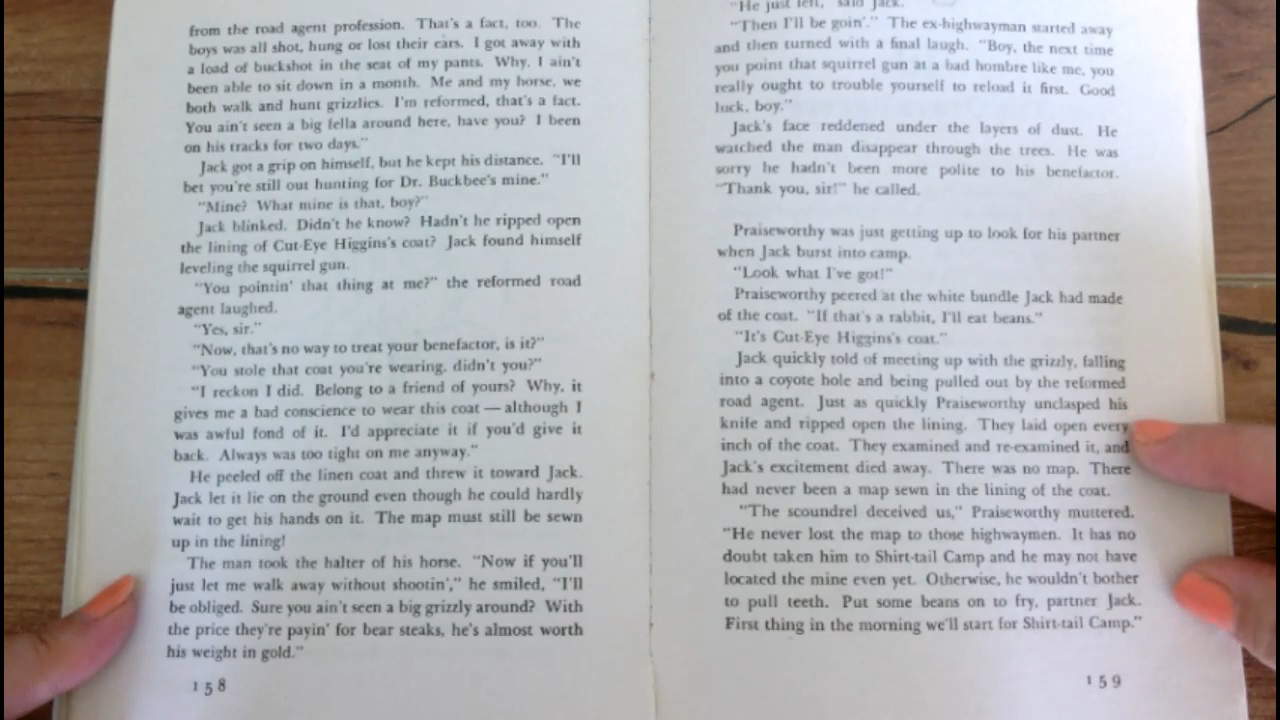 from the road agent profession. That's a fact, too. The
boys was all shot, hung or lost their ears. I got away with
a load of buckshot in the seat of my pants. Why, I ain't
been able to sit down in a month. Me and my horse, we
both walk and hunt grizzlies. I'm reformed, that's a fact.
You ain't seen a big fella around here, have you? I been
on his tracks for two days."
Jack got a grip on himself, but he kept his distance. "I'll
bet you're still out hunting for Dr. Buckbee's mine."
"Mine? What mine is that, boy?"
Jack blinked. Didn't he know? Hadn't he ripped open
the lining of Cut-Eye Higgins's coat? Jack found himself
leveling the squirrel gun.
"You pointin' that thing at me?" the reformed road
agent laughed.
"Yes, sir."
"Now, that's no way to treat your benefactor, is it?"
"You stole that coat you're wearing, didn't you?"
"I reckon I did. Belong to a friend of yours? Why, it
gives me a bad conscience to wear this coat — although I
was awful fond of it. I'd appreciate it if you'd give it
back. Always was too tight on me anyway."
He peeled off the linen coat and threw it toward Jack.
Jack let it lie on the ground even though he could hardly
wait to get his hands on it. The map must still be sewn
up in the lining!
The man took the halter of his horse. "Now if you'll
just let me walk away without shootin'," he smiled, "I'll
be obliged. Sure you ain't seen a big grizzly around? With
the price they're payin' for bear steaks, he's almost worth
his weight in gold."
158
"He just left," said Jack.
"Then I'll be goin'." The ex-highwayman started away
and then turned with a final laugh. "Boy, the next time
you point that squirrel gun at a bad hombre like me, you
really ought to trouble yourself to reload it first. Good
luck, boy."
Jack's face reddened under the layers of dust. He
watched the man disappear through the trees. He was
sorry he hadn't been more polite to his benefactor.
"Thank you, sir!" he called.
Praiseworthy was just getting up to look for his partner
when Jack burst into camp.
"Look what I've got!"
Praiseworthy peered at the white bundle Jack had made
of the coat. "If that's a rabbit, I'll eat beans."
"It's Cut-Eye Higgins's coat."
Jack quickly told of meeting up with the grizzly, falling
into a coyote hole and being pulled out by the reformed
road agent. Just as quickly Praiseworthy unclasped his
knife and ripped open the lining. They laid open every
inch of the coat. They examined and re-examined it, and
Jack's excitement died away. There was no map. There
had never been a map sewn in the lining of the coat.
"The scoundrel deceived us," Praiseworthy muttered.
"He never lost the map to those highwaymen. It has no
doubt taken him to Shirt-tail Camp and he may not have
located the mine even yet. Otherwise, he wouldn't bother
to pull teeth. Put some beans on to fry, partner Jack.
First thing in the morning we'll start for Shirt-tail Camp."
159